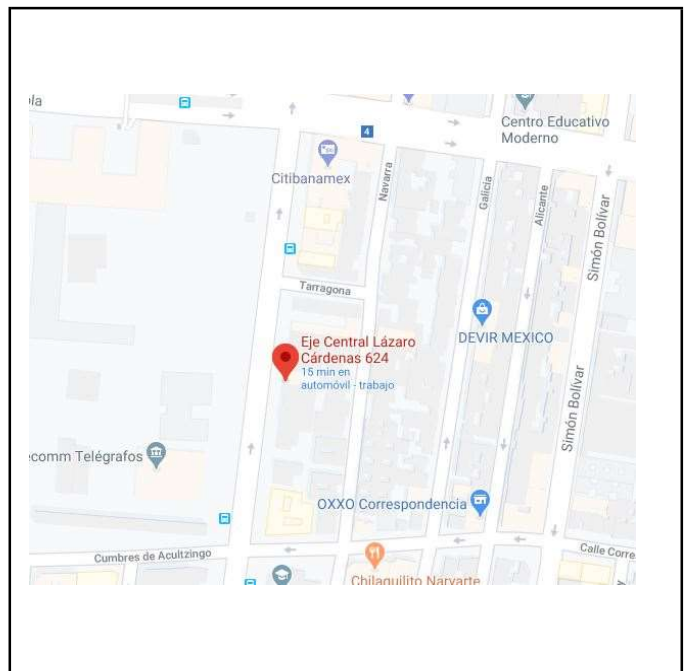 ola
4
Centro Educativo
Moderno
Citibanamex
Navarra
Galicia
Alicante
Simón Bolívar
Tarragona
DEVIR MEXICO
Eje Central Lázaro
Cárdenas 624
15 min en
automóvil - trabajo
Simón Bolívar
ecomm Telégrafos
OXXO Correspondencia
Cumbres de Acultzingo
Calle Corre
Chilaquilito Narvarte